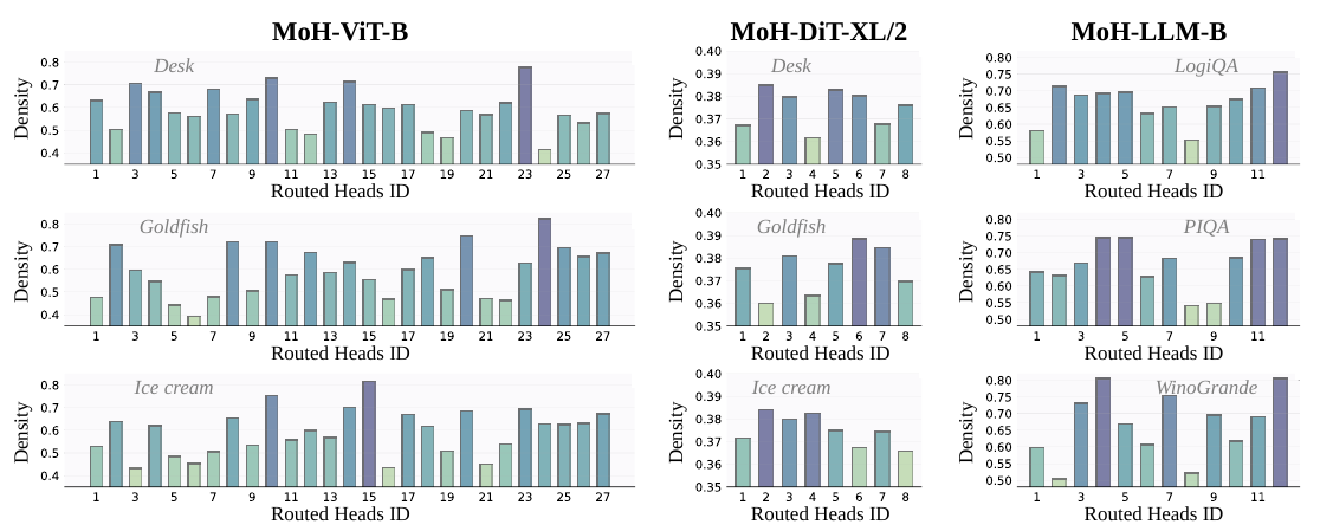 MoH-ViT-B
MoH-DiT-XL/2
MoH-LLM-B
Density
0.8
0.7
0.6
0.5
0.4
Desk
1 3 5 7 9 11 13 15 17 19 21 23 25 27
Routed Heads ID
Density
0.40
0.39
0.38
0.37
0.36
0.35
Desk
1 2 3 4 5 6 7 8
Routed Heads ID
Density
0.80
0.75
0.70
0.65
0.60
0.55
0.50
LogiQA
1 3 5 7 9 11
Routed Heads ID
Density
0.8
0.7
0.6
0.5
0.4
Goldfish
1 3 5 7 9 11 13 15 17 19 21 23 25 27
Routed Heads ID
Density
0.40
0.39
0.38
0.37
0.36
0.35
Goldfish
1 2 3 4 5 6 7 8
Routed Heads ID
Density
0.80
0.75
0.70
0.65
0.60
0.55
0.50
PIQA
1 3 5 7 9 11
Routed Heads ID
Density
0.8
0.7
0.6
0.5
0.4
Ice cream
1 3 5 7 9 11 13 15 17 19 21 23 25 27
Routed Heads ID
Density
0.40
0.39
0.38
0.37
0.36
0.35
Ice cream
1 2 3 4 5 6 7 8
Routed Heads ID
Density
0.80
0.75
0.70
0.65
0.60
0.55
0.50
WinoGrande
1 3 5 7 9 11
Routed Heads ID